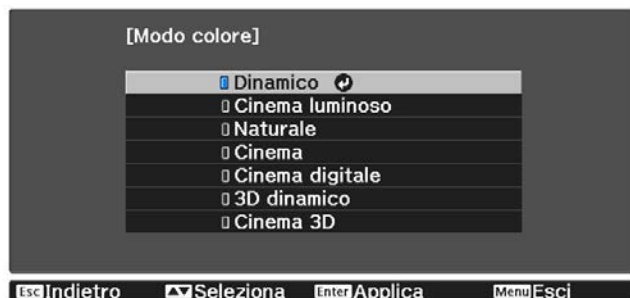 [Modo colore]
Dinamico
Cinema luminoso
Naturale
Cinema
Cinema digitale
3D dinamico
Cinema 3D
Esc Indietro Seleziona Enter Applica Menu Esci